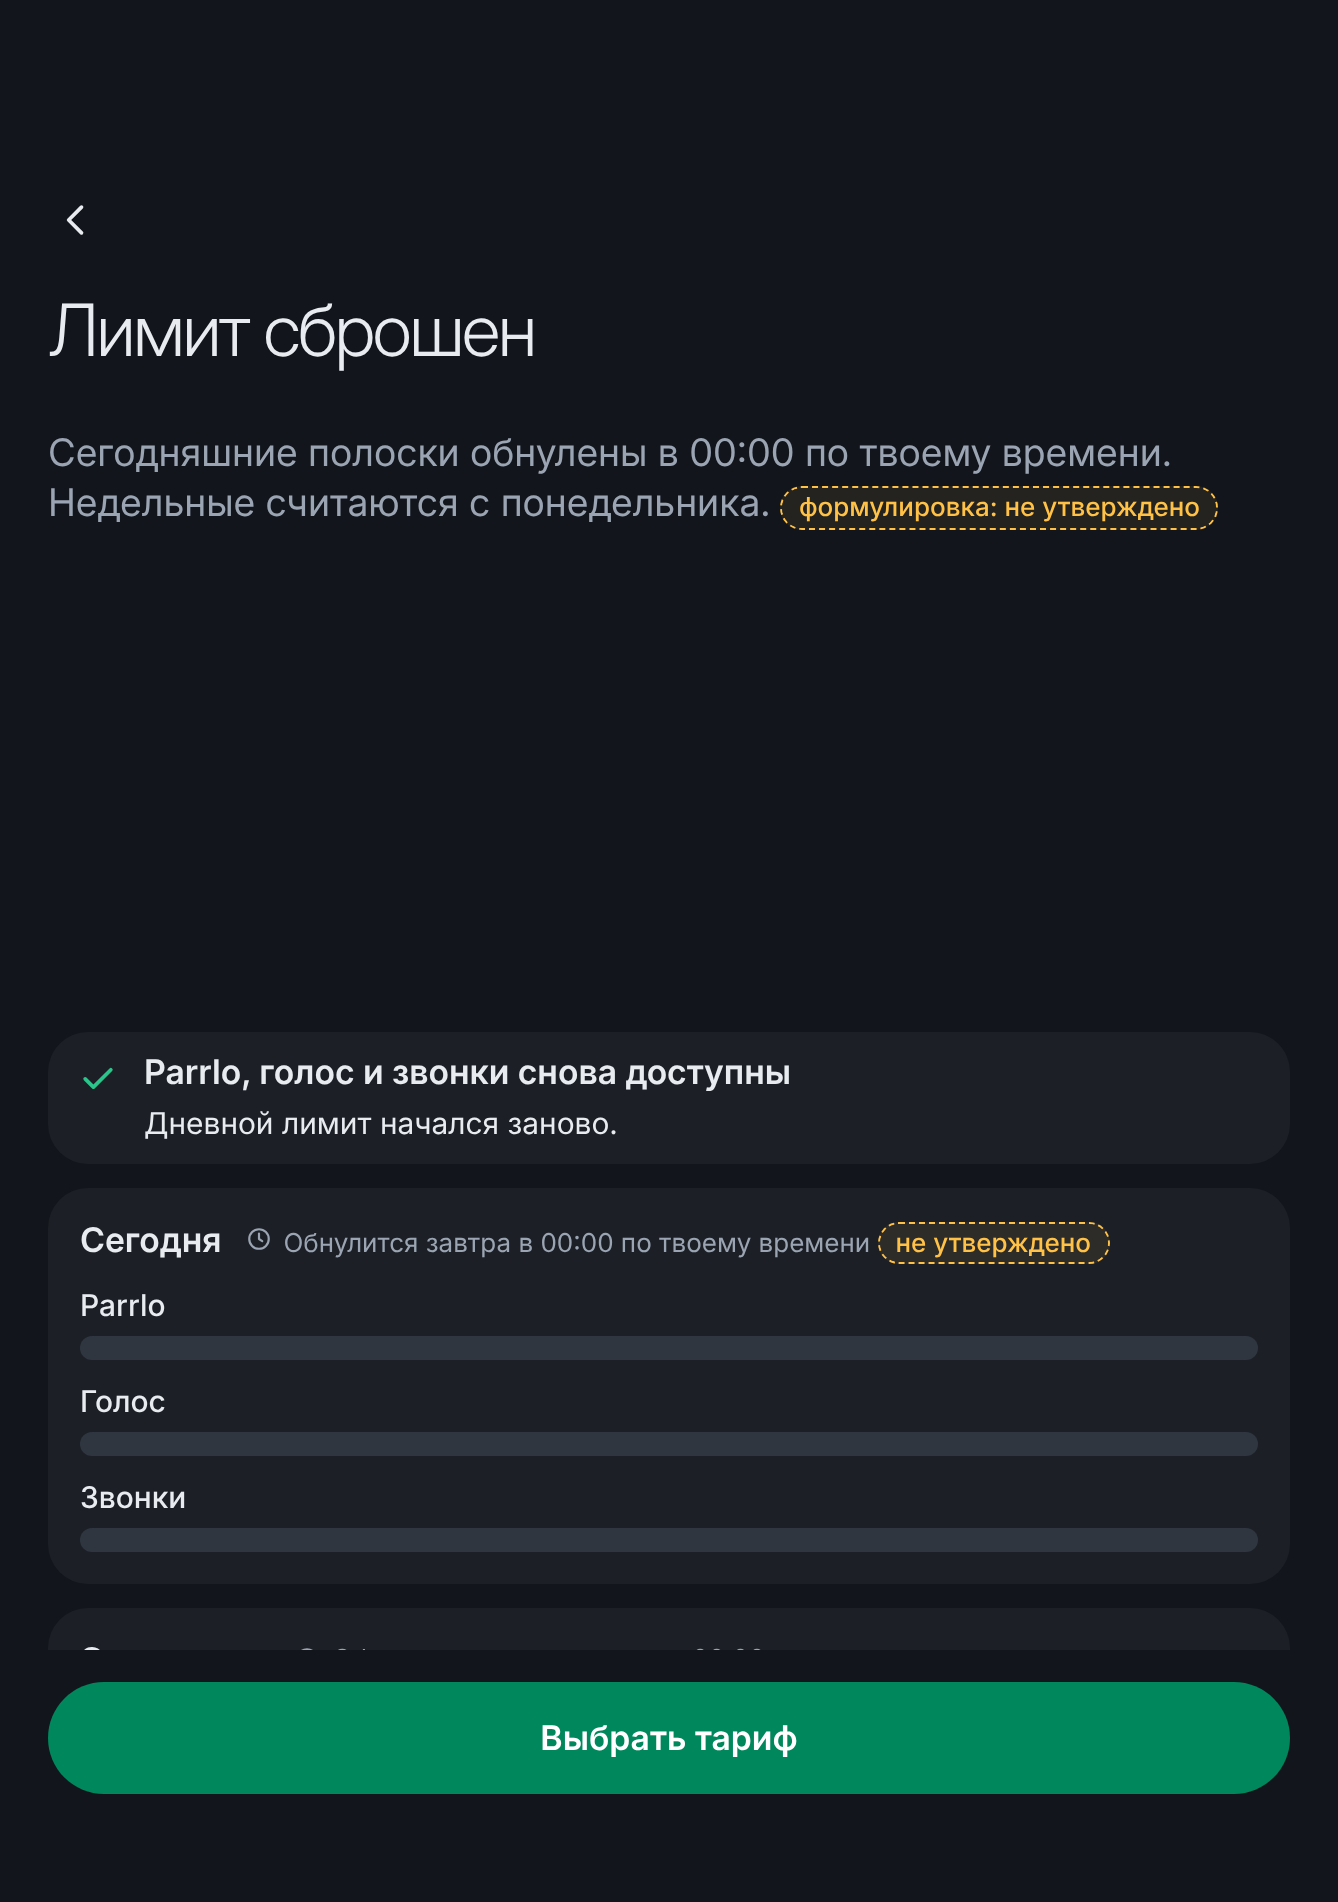 Лимит сброшен
Сегодняшние полоски обнулены в 00:00 по твоему времени.
Недельные считаются с понедельника. формулировка: не утверждено
Parrlo, голос и звонки снова доступны
Дневной лимит начался заново.
Сегодня Обнулится завтра в 00:00 по твоему времени не утверждено
Parrlo
Голос
Звонки
Выбрать тариф